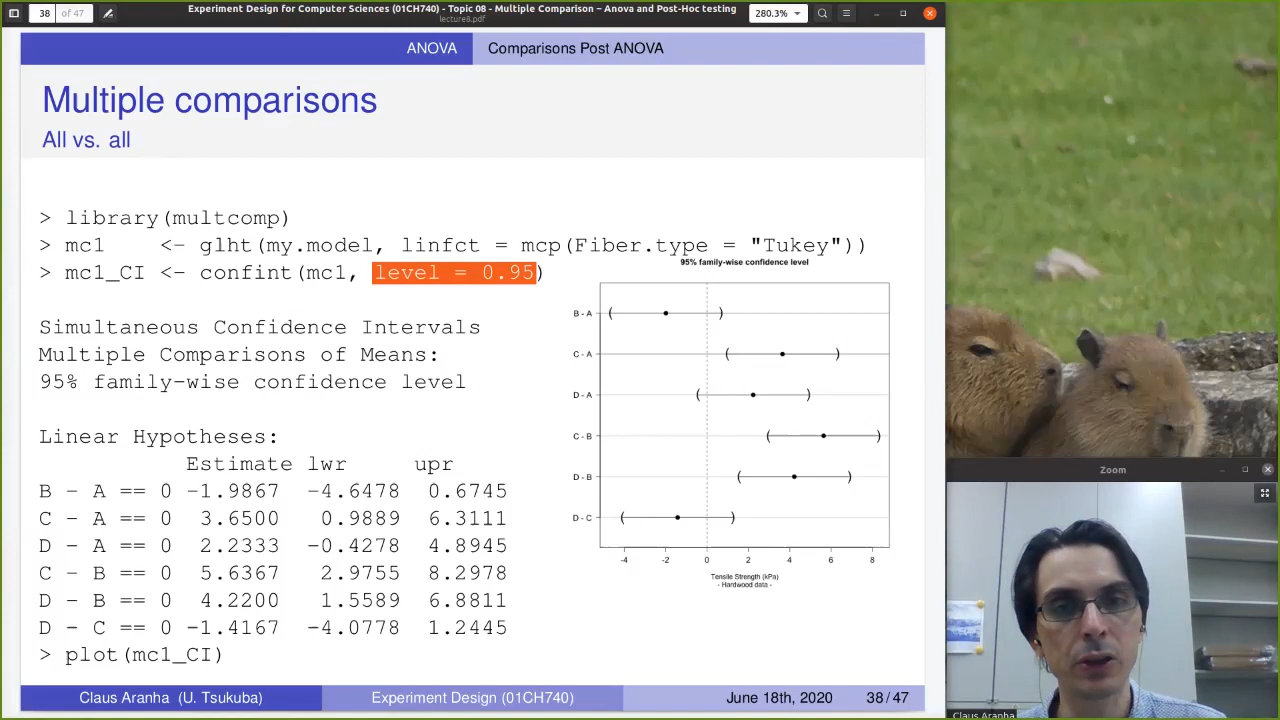 38 of 47
Experiment Design for Computer Sciences (01CH740) - Topic 08 - Multiple Comparison – Anova and Post-Hoc testing
lecture8.pdf
280.3%
ANOVA
Comparisons Post ANOVA
Multiple comparisons
All vs. all
> library(multcomp)
> mc1    <- glht(my.model, linfct = mcp(Fiber.type = "Tukey"))
> mc1_CI <- confint(mc1, level = 0.95)
Simultaneous Confidence Intervals
Multiple Comparisons of Means:
95% family-wise confidence level
Linear Hypotheses:
Estimate lwr upr
B - A == 0 -1.9867 -4.6478 0.6745
C - A == 0 3.6500 0.9889 6.3111
D - A == 0 2.2333 -0.4278 4.8945
C - B == 0 5.6367 2.9755 8.2978
D - B == 0 4.2200 1.5589 6.8811
D - C == 0 -1.4167 -4.0778 1.2445
> plot(mc1_CI)
95% family-wise confidence level
B - A
C - A
D - A
C - B
D - B
D - C
-4 -2 0 2 4 6 8
Tensile Strength (kPa)
- Hardwood data -
Claus Aranha (U. Tsukuba)
Experiment Design (01CH740)
June 18th, 2020
38 / 47
Zoom
Claus Aranha